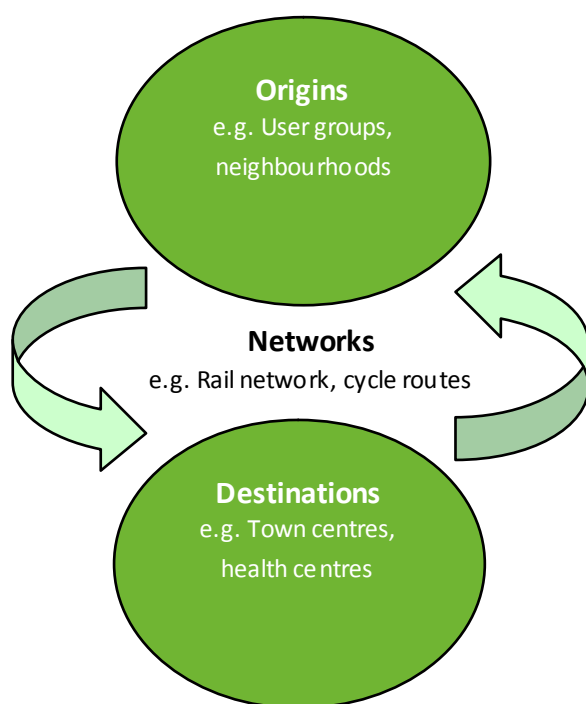 Origins
e.g. User groups,
neighbourhoods
Networks
e.g. Rail network, cycle routes
Destinations
e.g. Town centres,
health centres